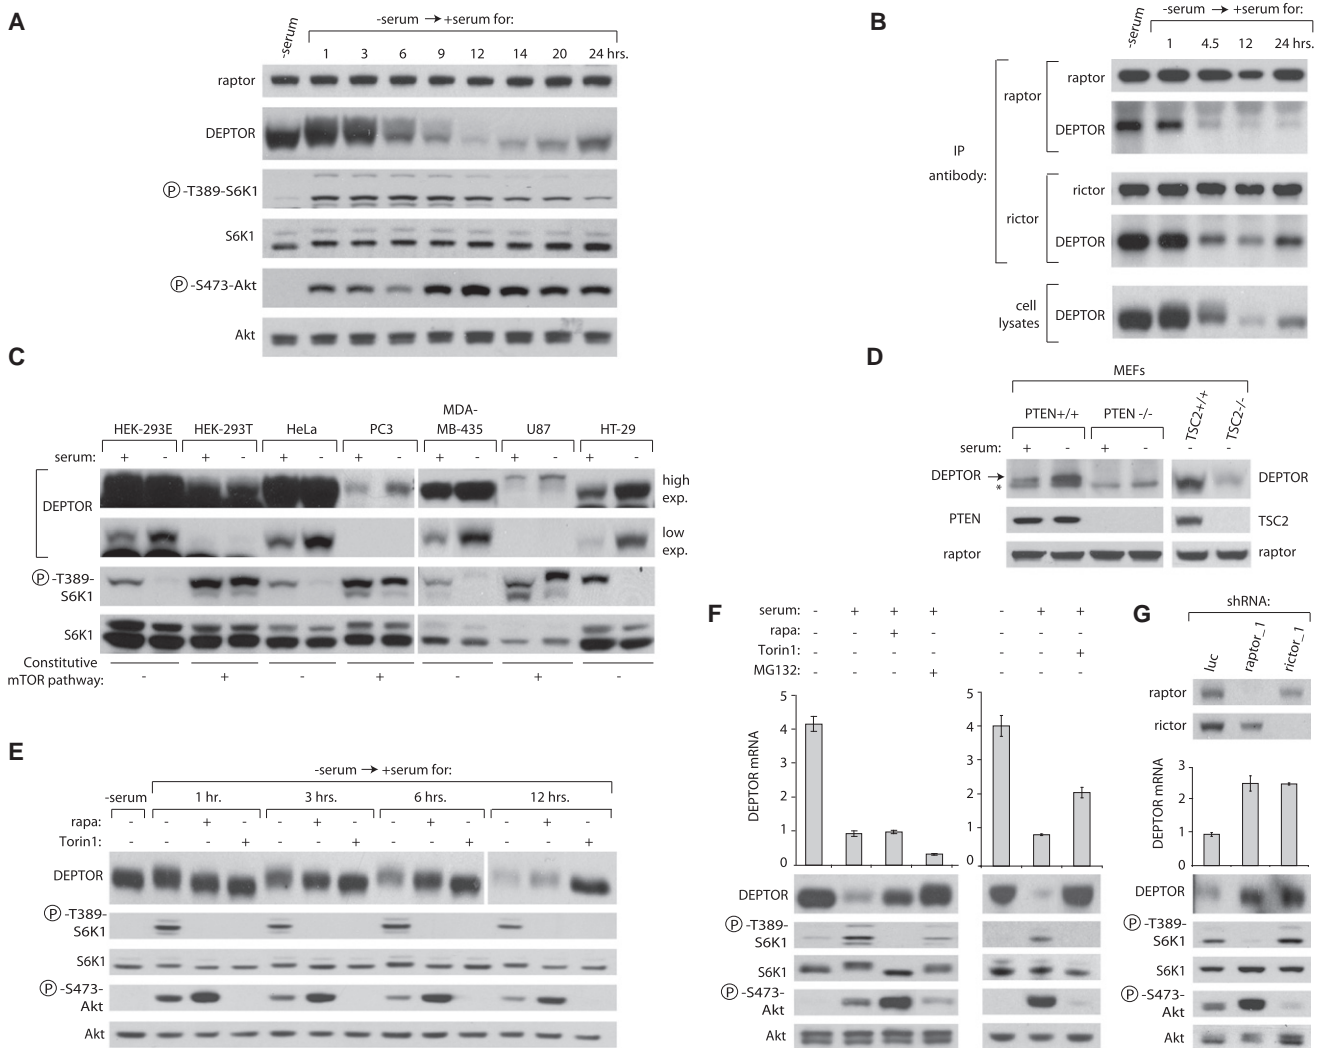 A
-serum → +serum for:
-serum
1 3 6 9 12 14 20 24 hrs.
raptor
DEPTOR
Ⓟ-T389-S6K1
S6K1
Ⓟ-S473-Akt
Akt
B
-serum → +serum for:
-serum
1 4.5 12 24 hrs.
IP antibody:
raptor
raptor
DEPTOR
rictor
rictor
DEPTOR
cell lysates
DEPTOR
C
HEK-293E HEK-293T HeLa PC3 MDA-MB-435 U87 HT-29
serum: + - + - + - + - + - + - + -
DEPTOR
high exp.
low exp.
Ⓟ-T389-S6K1
S6K1
Constitutive
mTOR pathway: - + - + - + -
D
MEFs
PTEN+/+ PTEN -/- TSC2+/+ TSC2-/-
serum: + - + - - -
DEPTOR →
*
DEPTOR
PTEN
TSC2
raptor
raptor
E
-serum → +serum for:
-serum 1 hr. 3 hrs. 6 hrs. 12 hrs.
rapa: - - + - - + - - + - - + -
Torin1: - - - + - - + - - + - - +
DEPTOR
Ⓟ-T389-S6K1
S6K1
Ⓟ-S473-Akt
Akt
F
serum: - + + + - + +
rapa: - - + - - - -
Torin1: - - - - - - +
MG132: - - - + - - -
DEPTOR mRNA
5
4
3
2
1
0
5
4
3
2
1
0
DEPTOR
Ⓟ-T389-S6K1
S6K1
Ⓟ-S473-Akt
Akt
G
shRNA:
luc raptor_1 rictor_1
raptor
rictor
DEPTOR mRNA
3
2
1
0
DEPTOR
Ⓟ-T389-S6K1
S6K1
Ⓟ-S473-Akt
Akt